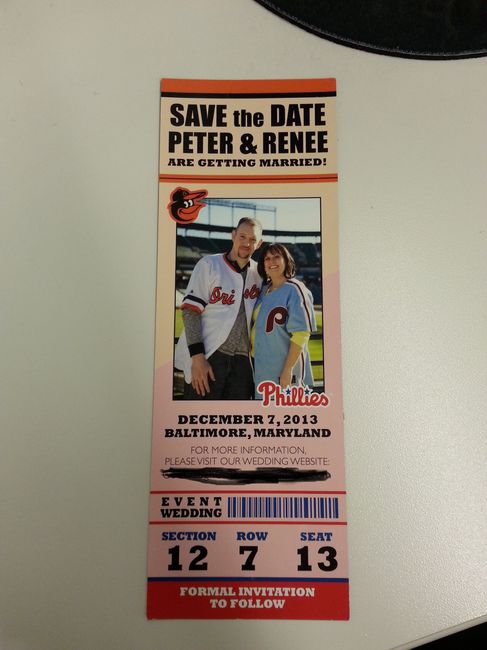 SAVE the DATE
PETER & RENEE
ARE GETTING MARRIED!
Orioles
P
Phillies
DECEMBER 7, 2013
BALTIMORE, MARYLAND
FOR MORE INFORMATION,
PLEASE VISIT OUR WEDDING WEBSITE:
EVENT
WEDDING
SECTION ROW SEAT
12 7 13
FORMAL INVITATION
TO FOLLOW